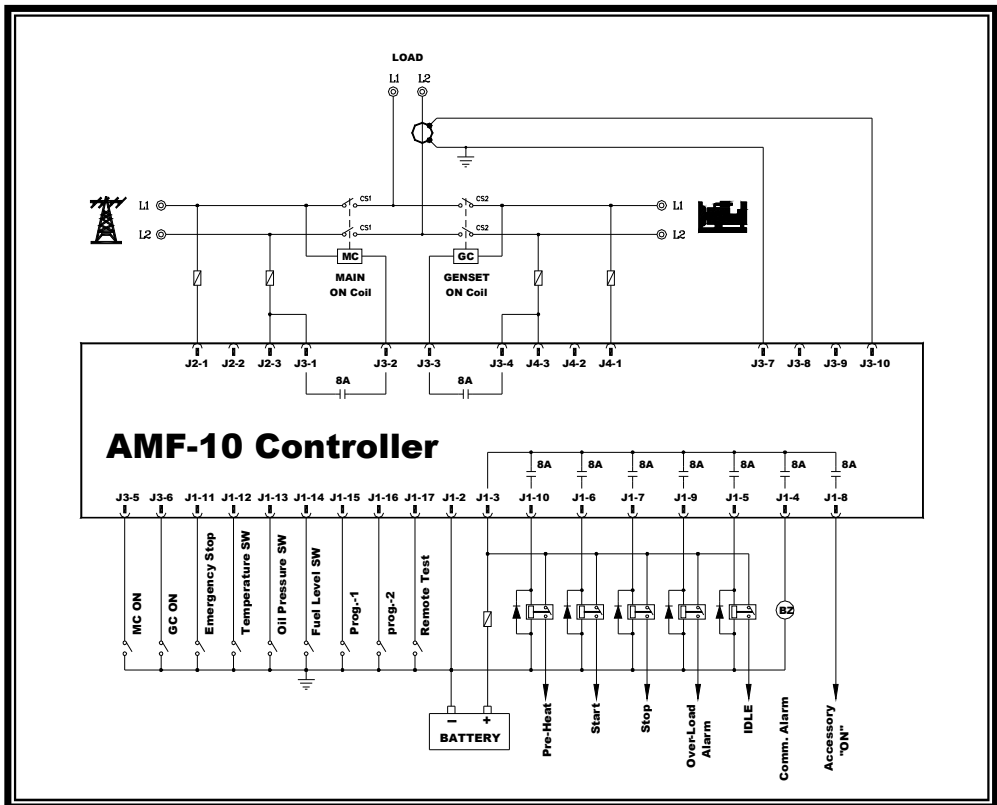 LOAD
L1 L2
L1 CS1 CS2 L1
L2 CS1 CS2 L2
MC GC
MAIN
ON Coil
GENSET
ON Coil
J2-1 J2-2 J2-3 J3-1 J3-2 J3-3 J3-4 J4-3 J4-2 J4-1 J3-7 J3-8 J3-9 J3-10
8A 8A
AMF-10 Controller
8A 8A 8A 8A 8A 8A 8A
J3-5 J3-6 J1-11 J1-12 J1-13 J1-14 J1-15 J1-16 J1-17 J1-2 J1-3 J1-10 J1-6 J1-7 J1-9 J1-5 J1-4 J1-8
MC ON
GC ON
Emergency Stop
Temperature SW
Oil Pressure SW
Fuel Level SW
Prog.-1
prog.-2
Remote Test
BZ
− +
BATTERY
Pre-Heat
Start
Stop
Over-Load
Alarm
IDLE
Comm. Alarm
Accessory
"ON"